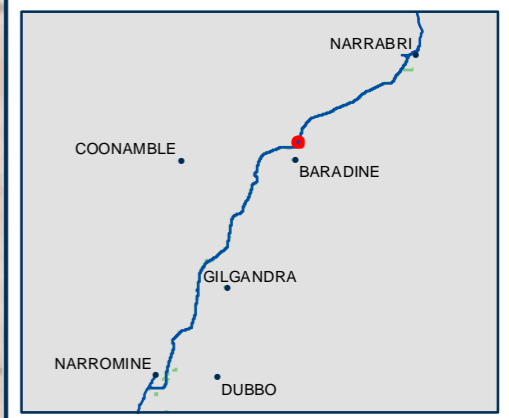 NARRABRI
COONAMBLE
BARADINE
GILGANDRA
NARROMINE
DUBBO